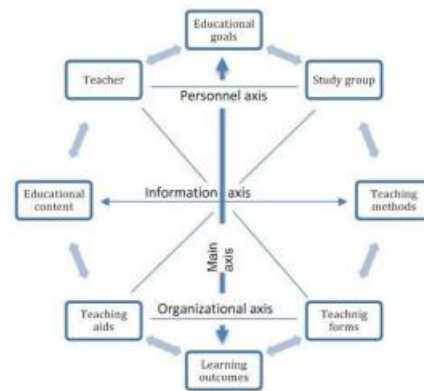 Educational
goals
Teacher
Study group
Personnel axis
Educational
content
Information axis
Teaching
methods
Main
axis
Teaching
aids
Organizational axis
Technig
forms
Learning
outcomes